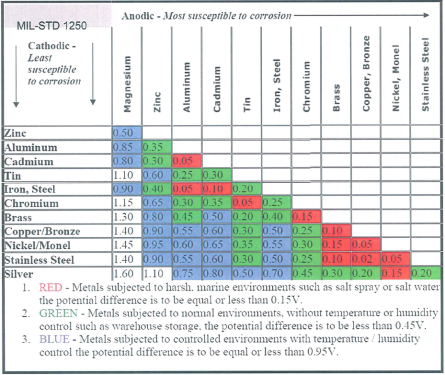 MIL-STD 1250
Anodic - Most susceptible to corrosion
Cathodic -
Least
susceptible
to corrosion
Magnesium
Zinc
Aluminum
Cadmium
Tin
Iron, Steel
Chromium
Brass
Copper, Bronze
Nickel, Monel
Stainless Steel
Zinc 0.50
Aluminum 0.85 0.35
Cadmium 0.80 0.30 0.05
Tin 1.10 0.60 0.25 0.30
Iron, Steel 0.90 0.40 0.05 0.10 0.20
Chromium 1.15 0.65 0.30 0.35 0.05 0.25
Brass 1.30 0.80 0.45 0.50 0.20 0.40 0.15
Copper/Bronze 1.40 0.90 0.55 0.60 0.30 0.50 0.25 0.10
Nickel/Monel 1.45 0.95 0.60 0.65 0.35 0.55 0.30 0.15 0.05
Stainless Steel 1.40 0.90 0.55 0.60 0.30 0.50 0.25 0.10 0.02 0.05
Silver 1.60 1.10 0.75 0.80 0.50 0.70 0.45 0.30 0.20 0.15 0.20
1. RED - Metals subjected to harsh, marine environments such as salt spray or salt water
the potential difference is to be equal or less than 0.15V.
2. GREEN - Metals subjected to normal environments, without temperature or humidity
control such as warehouse storage, the potential difference is to be less than 0.45V.
3. BLUE - Metals subjected to controlled environments with temperature / humidity
control the potential difference is to be equal or less than 0.95V.